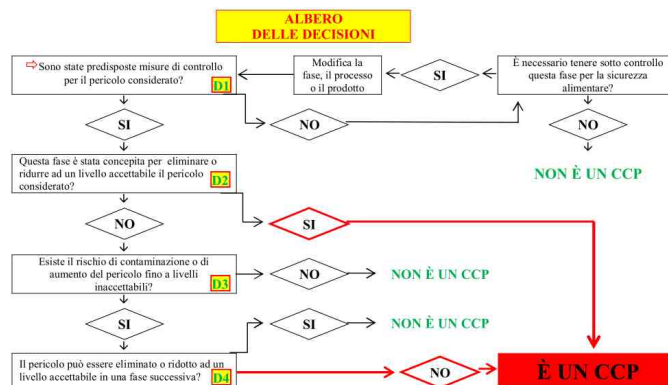 ALBERO
DELLE DECISIONI
⇨Sono state predisposte misure di controllo
per il pericolo considerato?
D1
Modifica la
fase, il processo
o il prodotto
SI
È necessario tenere sotto controllo
questa fase per la sicurezza
alimentare?
SI
NO
NO
Questa fase è stata concepita per eliminare o
ridurre ad un livello accettabile il pericolo
considerato?
D2
NON È UN CCP
NO
SI
Esiste il rischio di contaminazione o di
aumento del pericolo fino a livelli
inaccettabili?
D3
NO
NON È UN CCP
SI
SI
NON È UN CCP
Il pericolo può essere eliminato o ridotto ad un
livello accettabile in una fase successiva?
D4
NO
È UN CCP